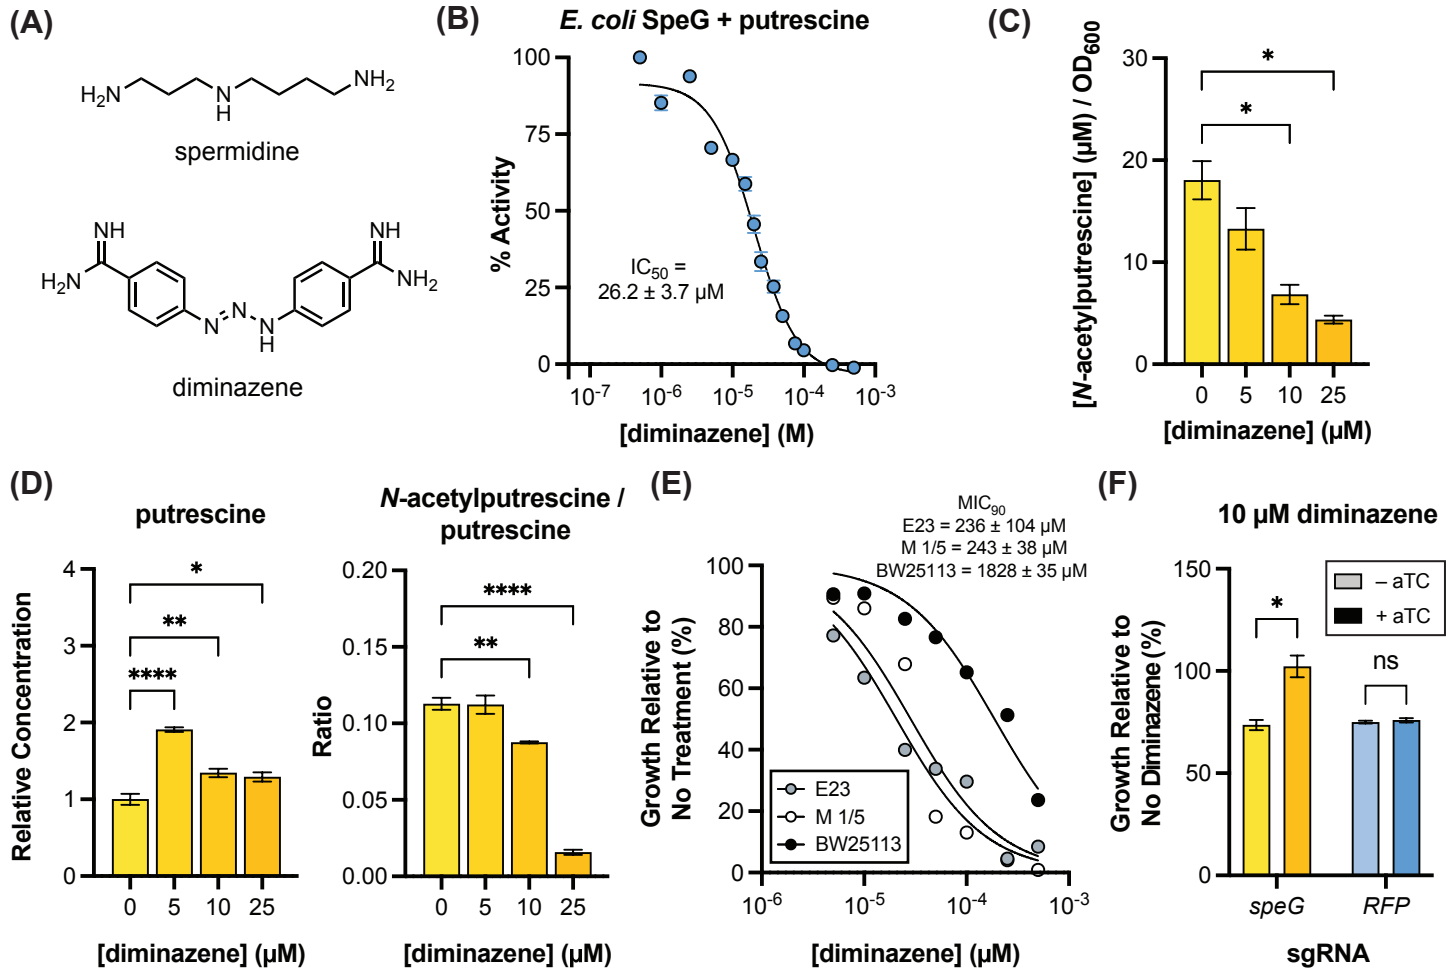 (A)
H2N
N
H
NH2
spermidine
NH
H2N
N
N
N
H
NH
NH2
diminazene
(B)
E. coli SpeG + putrescine
% Activity
100
75
50
25
0
IC50 =
26.2 ± 3.7 µM
10-7
10-6
10-5
10-4
10-3
[diminazene] (M)
(C)
[N-acetylputrescine] (µM) / OD600
30
20
10
0
*
*
0
5
10
25
[diminazene] (µM)
(D)
putrescine
Relative Concentration
4
3
2
1
0
*
**
****
0
5
10
25
[diminazene] (µM)
N-acetylputrescine /
putrescine
Ratio
0.20
0.15
0.10
0.05
0.00
****
**
0
5
10
25
[diminazene] (µM)
(E)
MIC90
E23 = 236 ± 104 µM
M 1/5 = 243 ± 38 µM
BW25113 = 1828 ± 35 µM
Growth Relative to
No Treatment (%)
100
80
60
40
20
0
E23
M 1/5
BW25113
10-6
10-5
10-4
10-3
[diminazene] (µM)
(F)
10 µM diminazene
Growth Relative to
No Diminazene (%)
150
100
50
0
– aTC
+ aTC
*
ns
speG
RFP
sgRNA